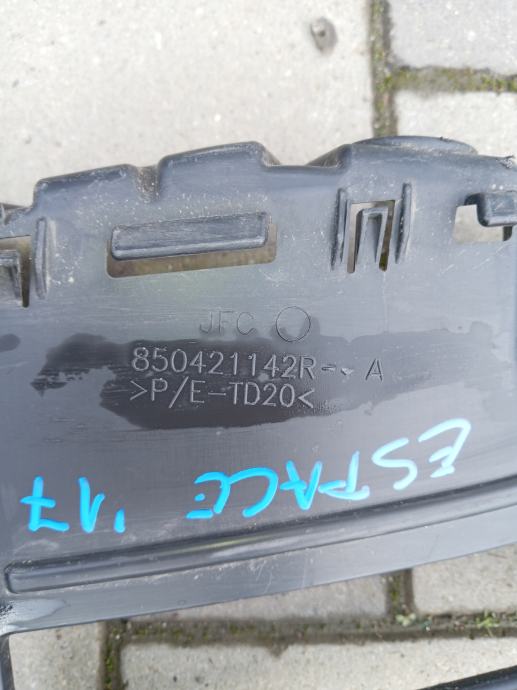 JFC
850421142R-- A
>P/E-TD20<
ESPACE '17